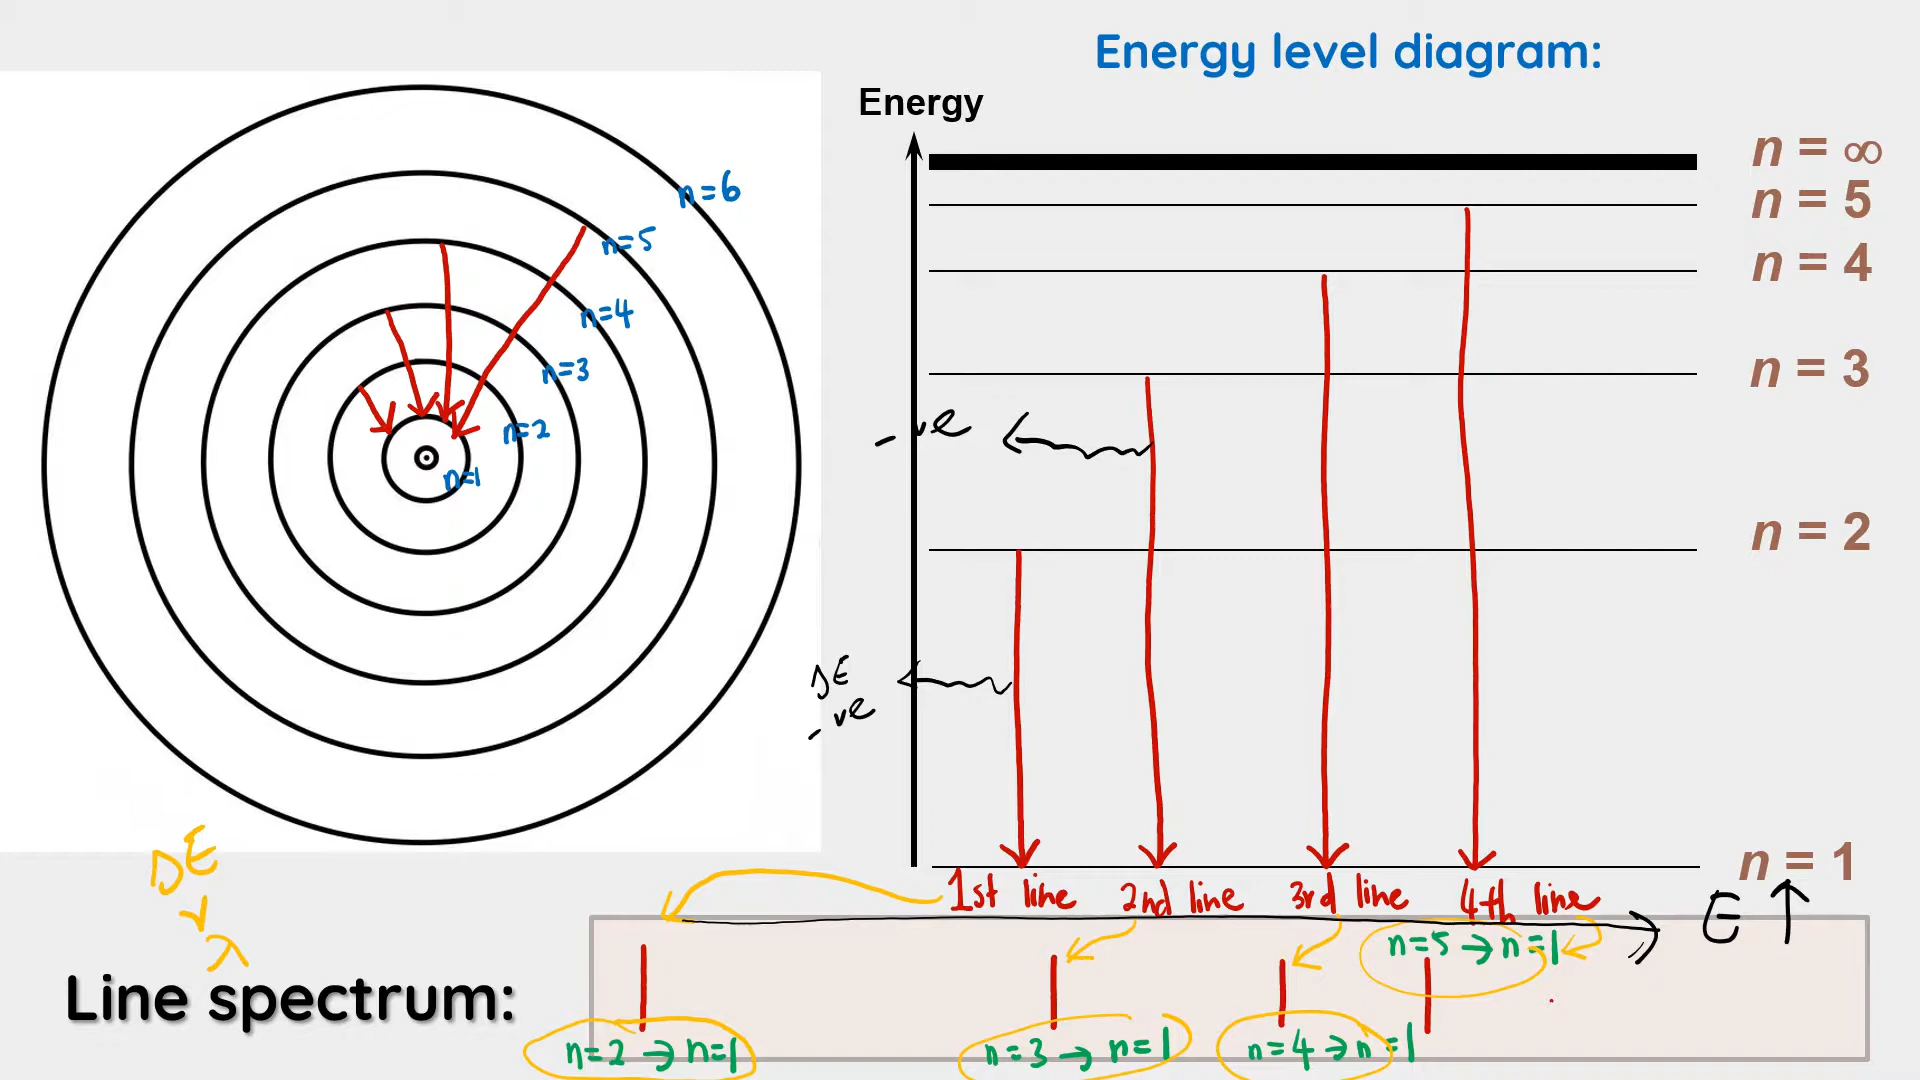 Energy level diagram:
Energy
n = ∞
n = 5
n = 4
n = 3
n = 2
n = 1
n=6
n=5
n=4
n=3
n=2
n=1
-ve
ΔE
-ve
ΔE
ν
λ
1st line
2nd line
3rd line
4th line
E ↑
n=5 → n=1
Line spectrum:
n=2 → n=1
n=3 → n=1
n=4 → n=1